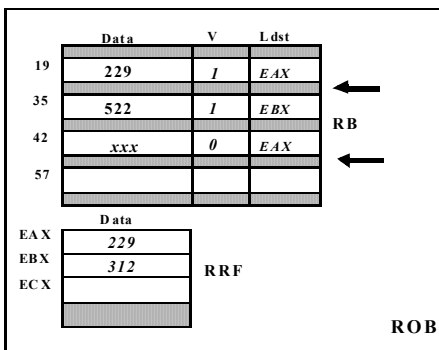 Data V Ldst
19 229 1 EAX
35 522 1 EBX
RB
42 xxx 0 EAX
57
Data
EAX 229
EBX 312
RRF
ECX
ROB